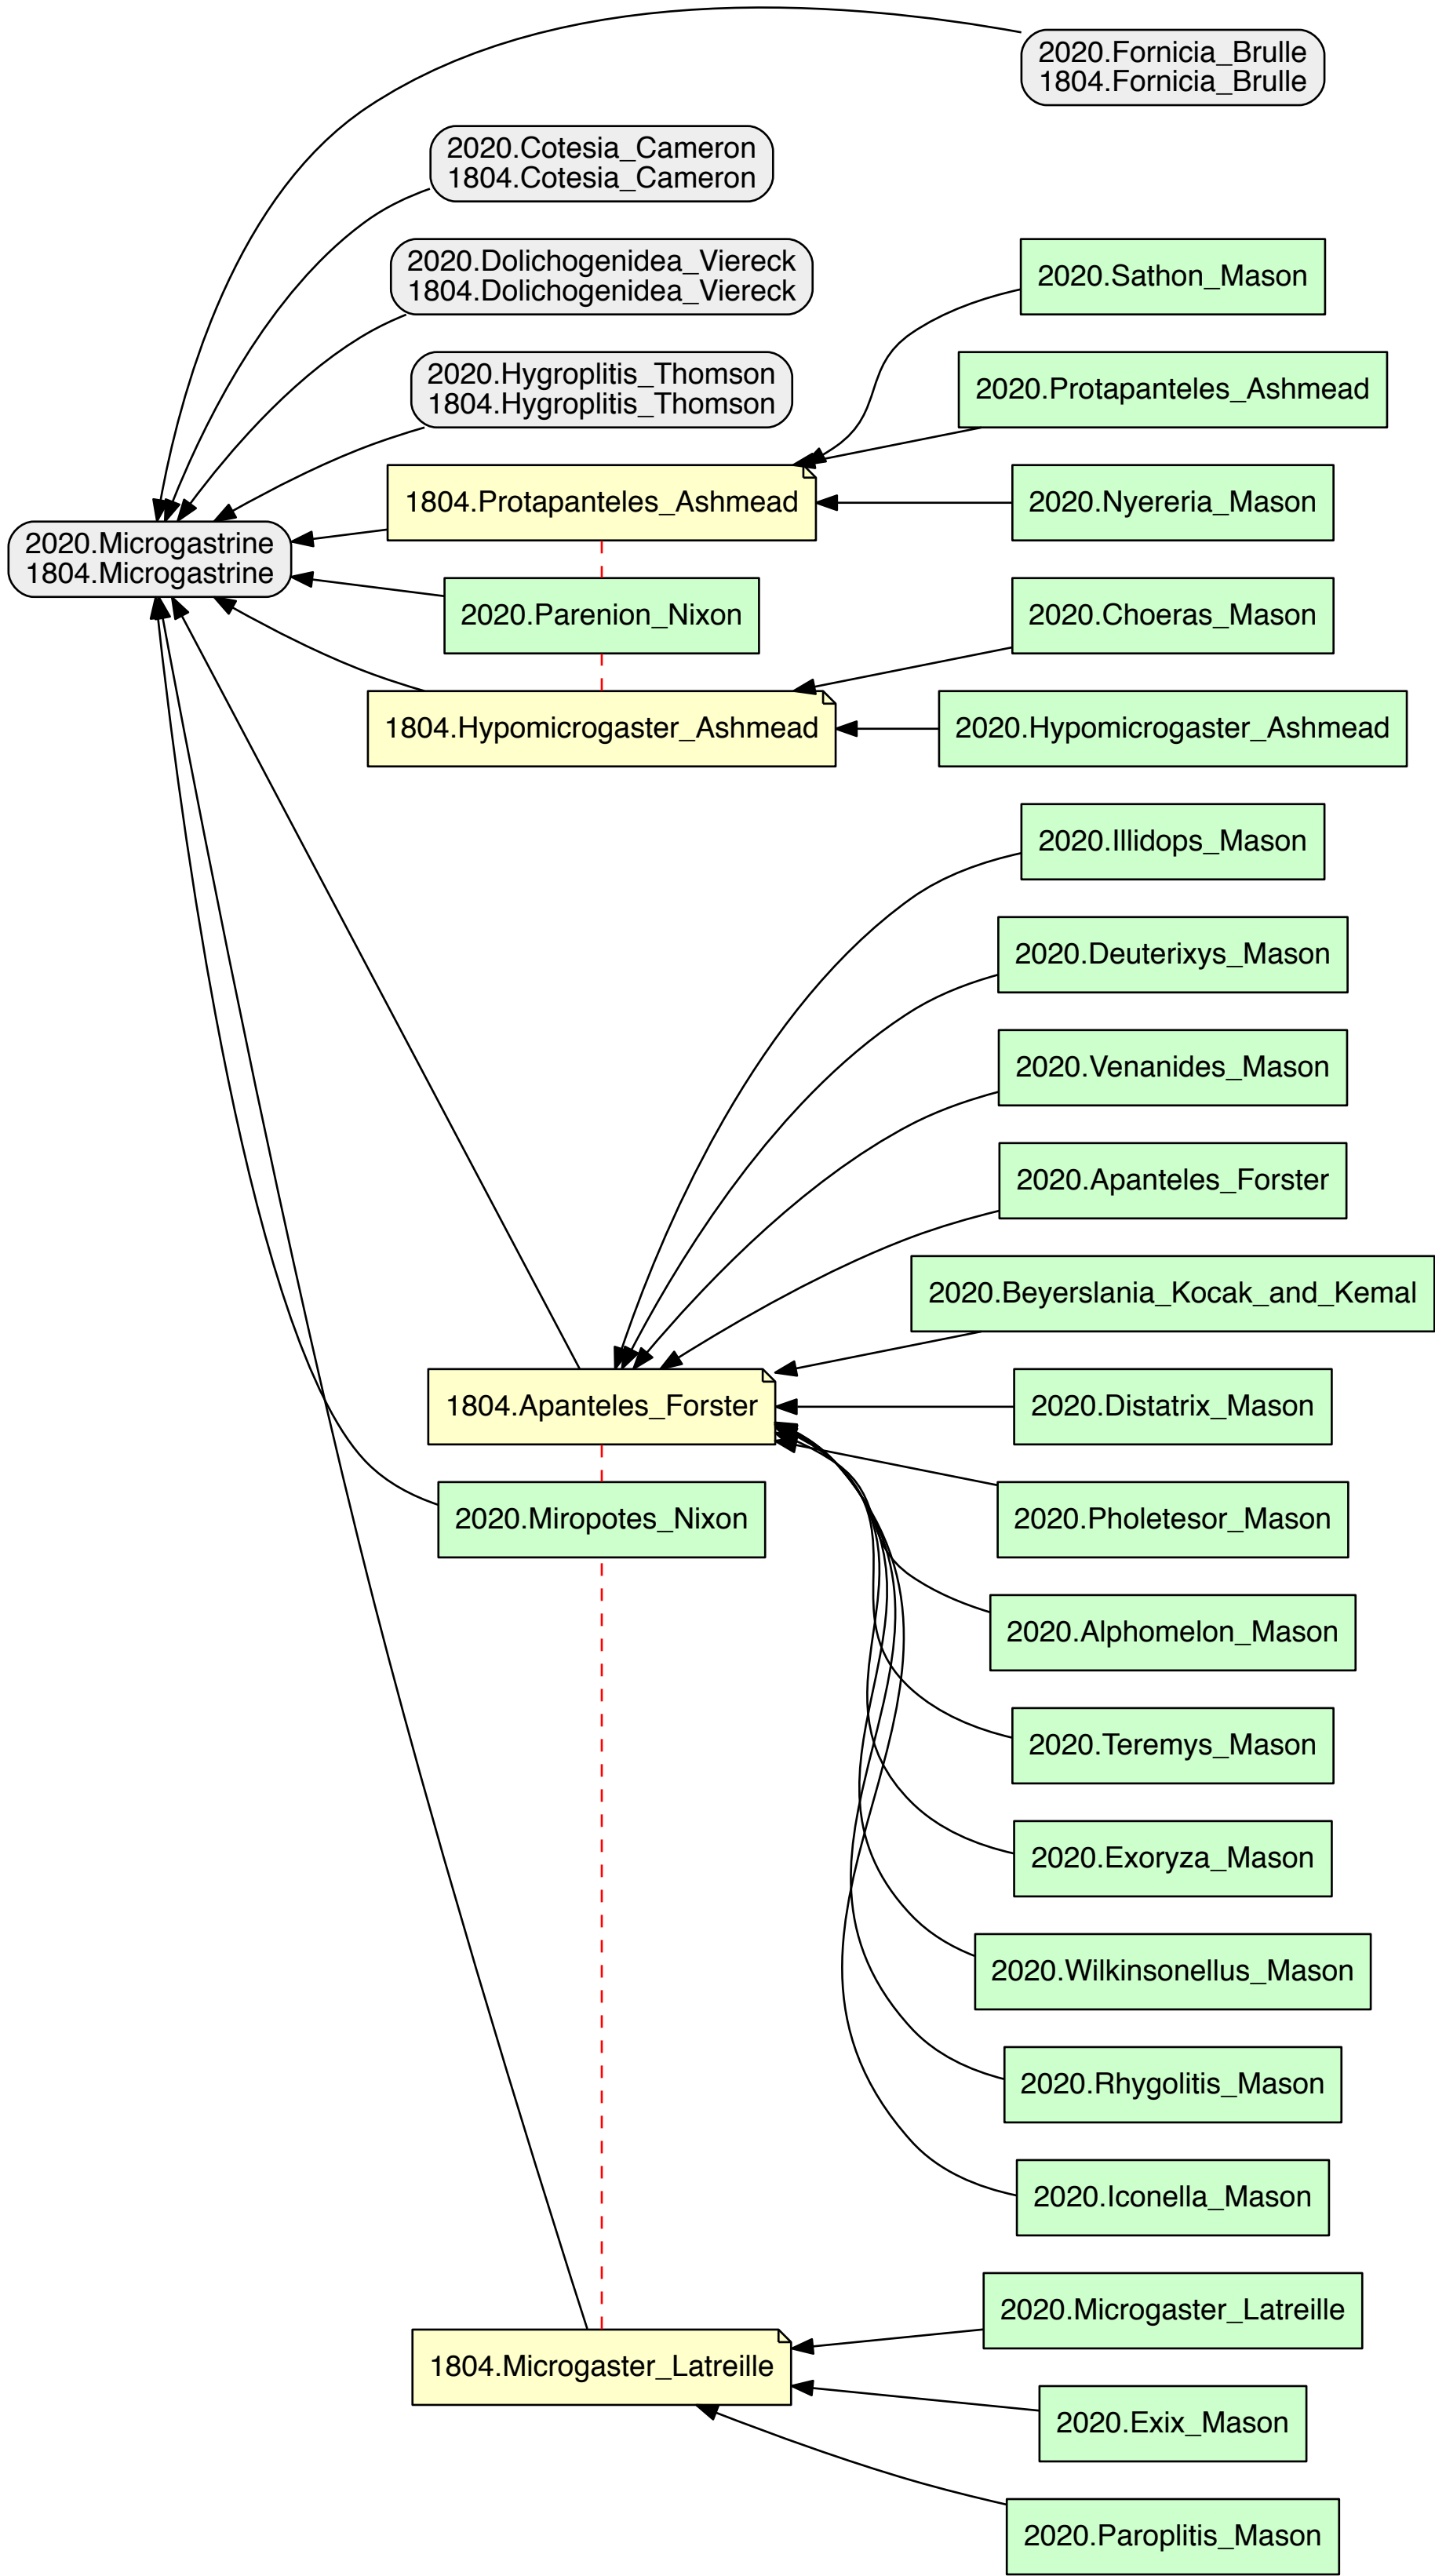 2020.Fornicia_Brulle
1804.Fornicia_Brulle
2020.Cotesia_Cameron
1804.Cotesia_Cameron
2020.Dolichogenidea_Viereck
1804.Dolichogenidea_Viereck
2020.Sathon_Mason
2020.Hygroplitis_Thomson
1804.Hygroplitis_Thomson
2020.Protapanteles_Ashmead
1804.Protapanteles_Ashmead
2020.Nyereria_Mason
2020.Microgastrine
1804.Microgastrine
2020.Parenion_Nixon
2020.Choeras_Mason
1804.Hypomicrogaster_Ashmead
2020.Hypomicrogaster_Ashmead
2020.Illidops_Mason
2020.Deuterixys_Mason
2020.Venanides_Mason
2020.Apanteles_Forster
2020.Beyerslania_Kocak_and_Kemal
1804.Apanteles_Forster
2020.Distatrix_Mason
2020.Miropotes_Nixon
2020.Pholetesor_Mason
2020.Alphomelon_Mason
2020.Teremys_Mason
2020.Exoryza_Mason
2020.Wilkinsonellus_Mason
2020.Rhygolitis_Mason
2020.Iconella_Mason
2020.Microgaster_Latreille
1804.Microgaster_Latreille
2020.Exix_Mason
2020.Paroplitis_Mason